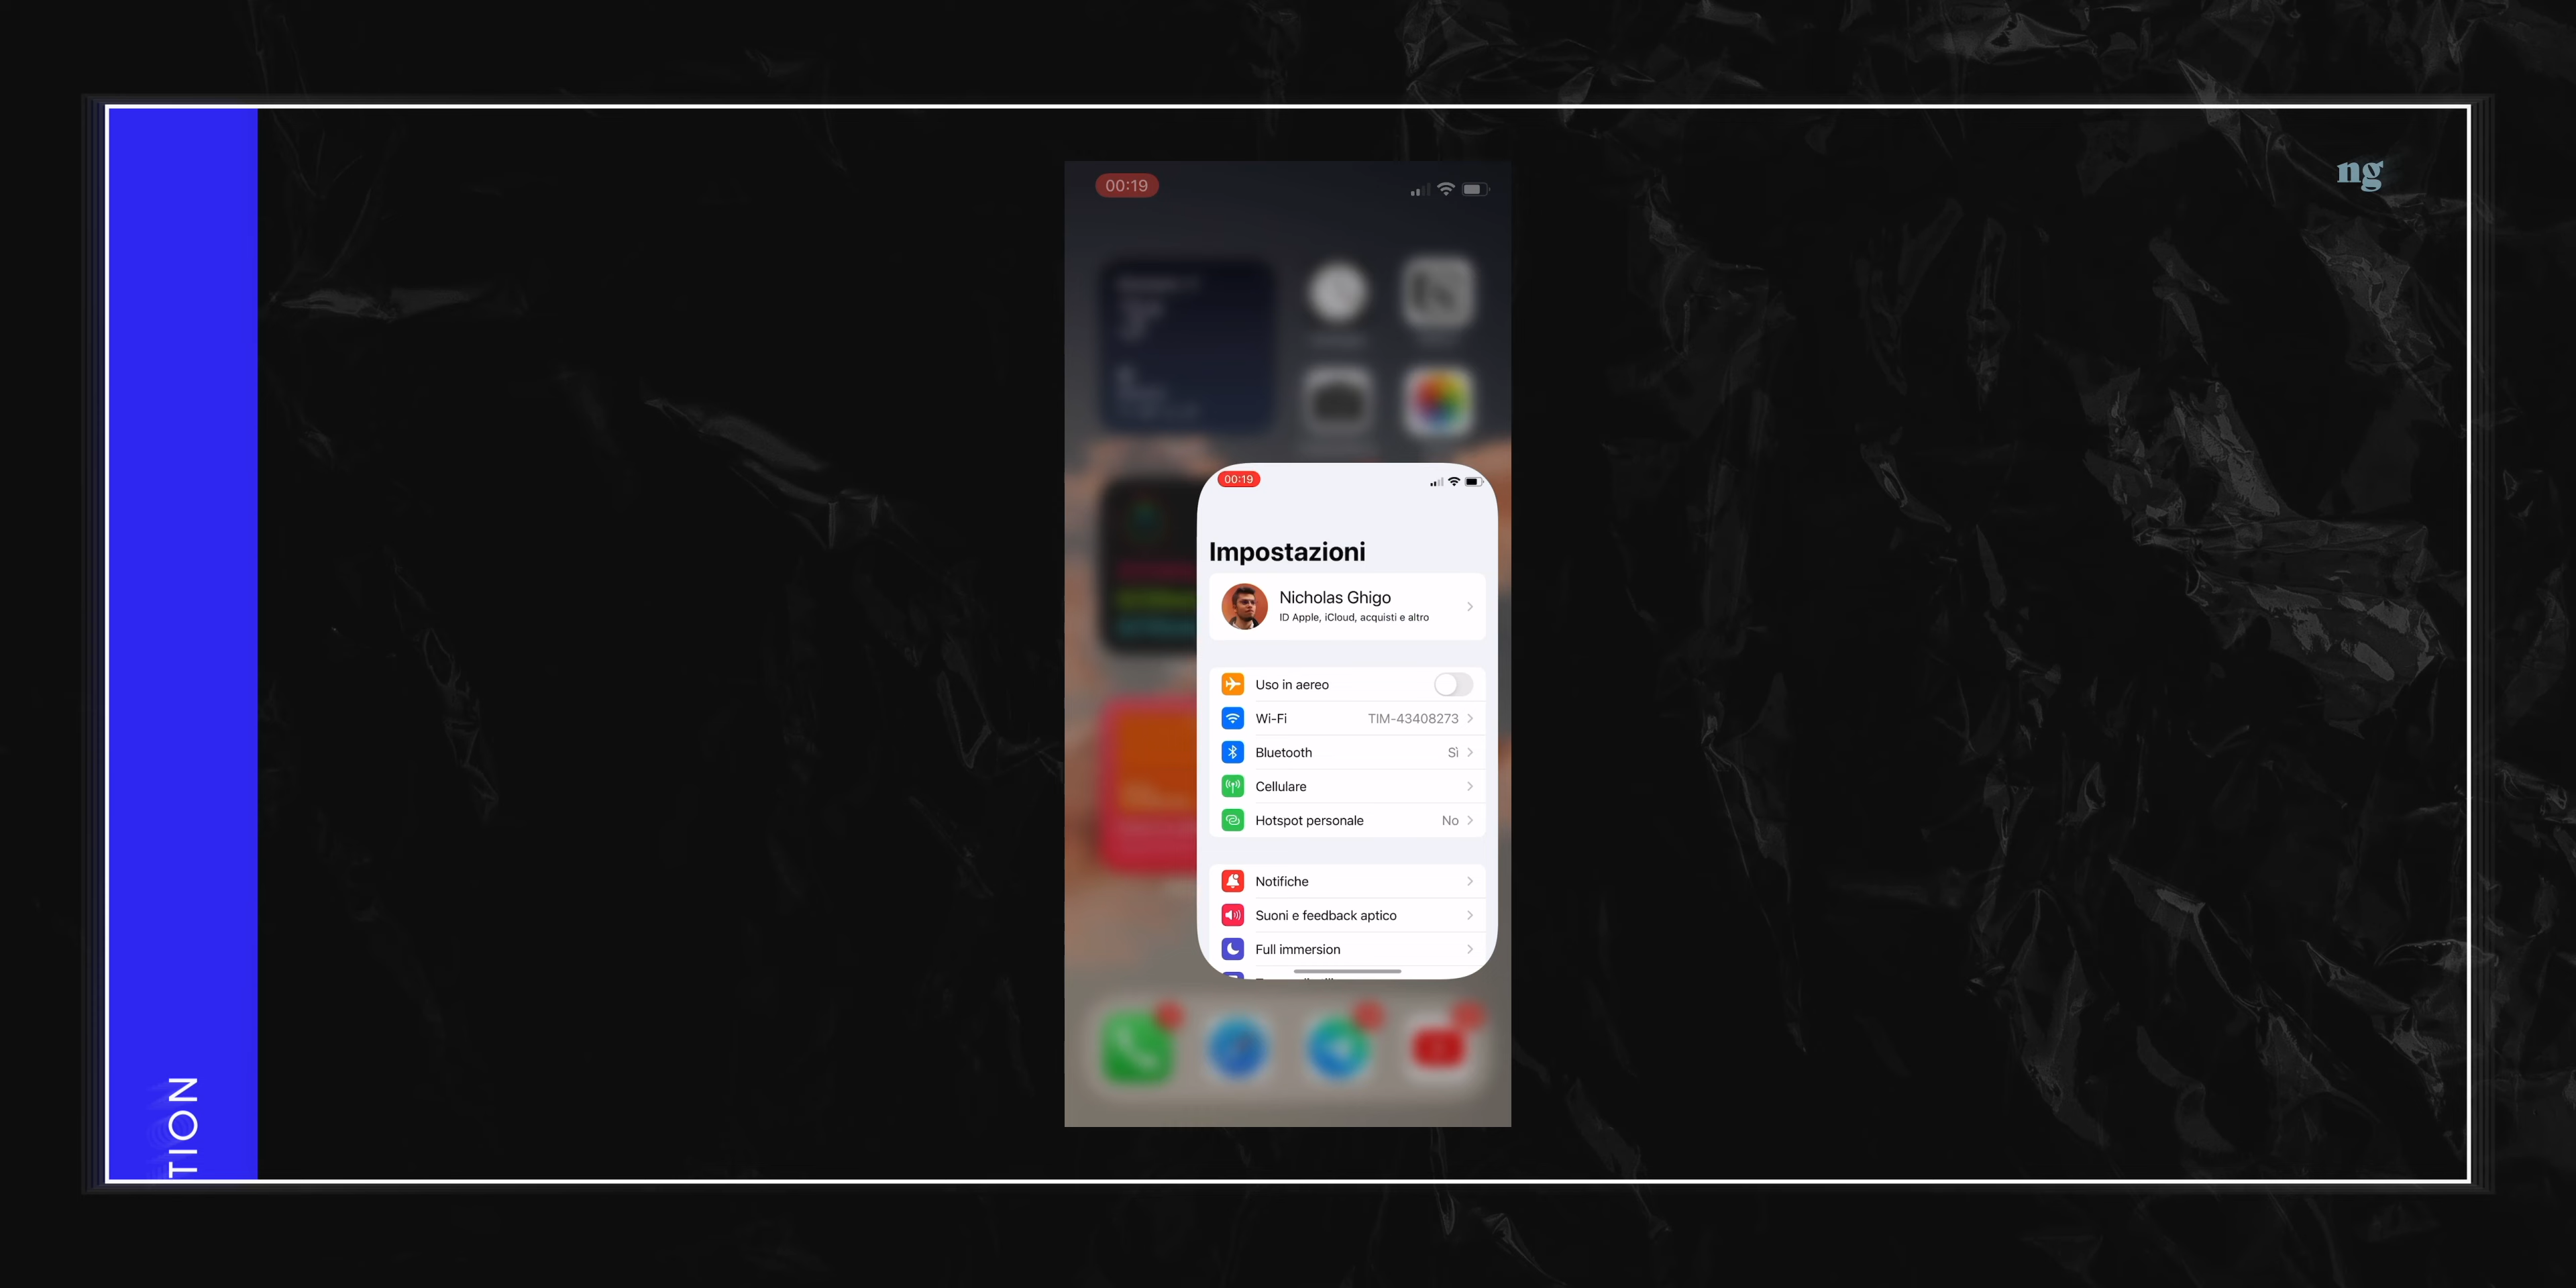 ng
00:19
00:19
Impostazioni
Nicholas Ghigo
ID Apple, iCloud, acquisti e altro
Uso in aereo
Wi-Fi TIM-43408273
Bluetooth Sì
Cellulare
Hotspot personale No
Notifiche
Suoni e feedback aptico
Full immersion
TION